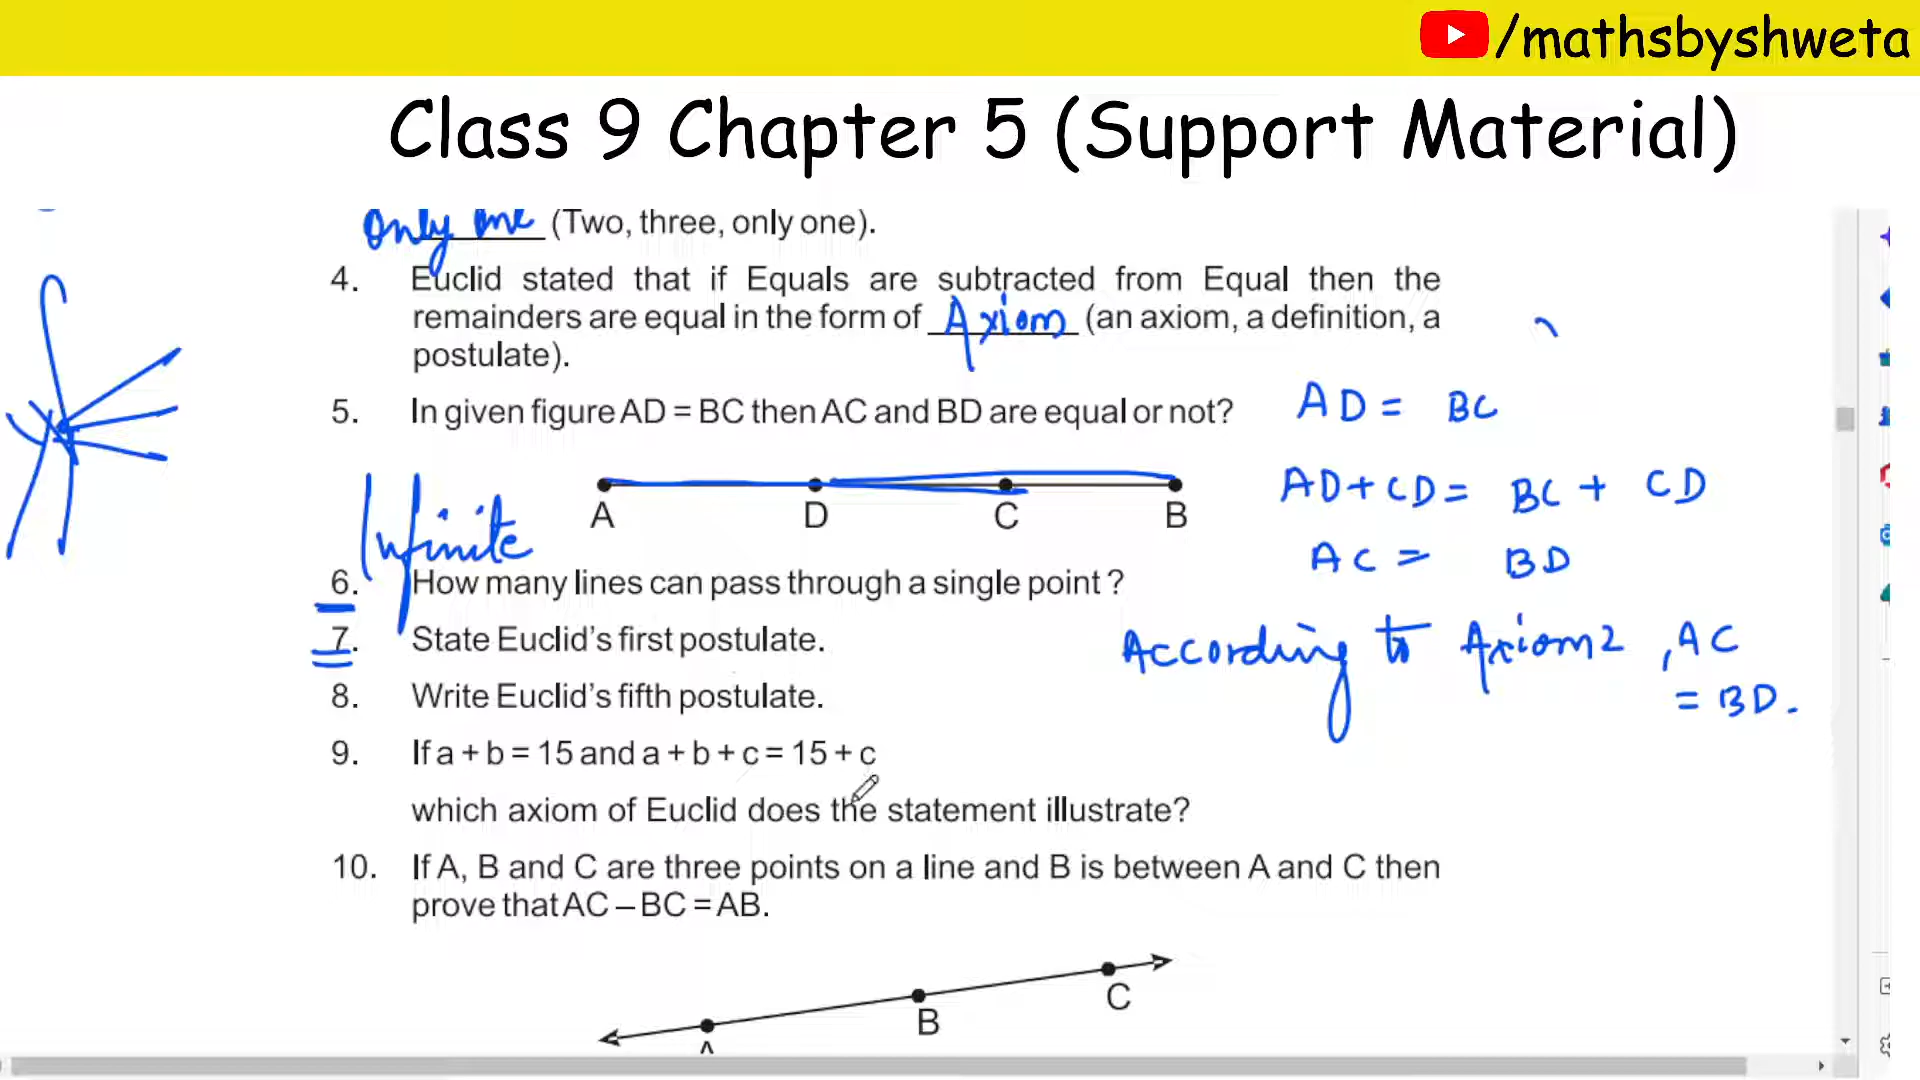 /mathsbyshweta
Class 9 Chapter 5 (Support Material)
only one (Two, three, only one).
4. Euclid stated that if Equals are subtracted from Equal then the
remainders are equal in the form of Axiom (an axiom, a definition, a
postulate).
5. In given figure AD = BC then AC and BD are equal or not?
A D C B
AD = BC
AD + CD = BC + CD
AC = BD
According to Axiom 2, AC
= BD.
Infinite
6. How many lines can pass through a single point ?
7. State Euclid's first postulate.
8. Write Euclid's fifth postulate.
9. If a + b = 15 and a + b + c = 15 + c
which axiom of Euclid does the statement illustrate?
10. If A, B and C are three points on a line and B is between A and C then
prove that AC – BC = AB.
A B C